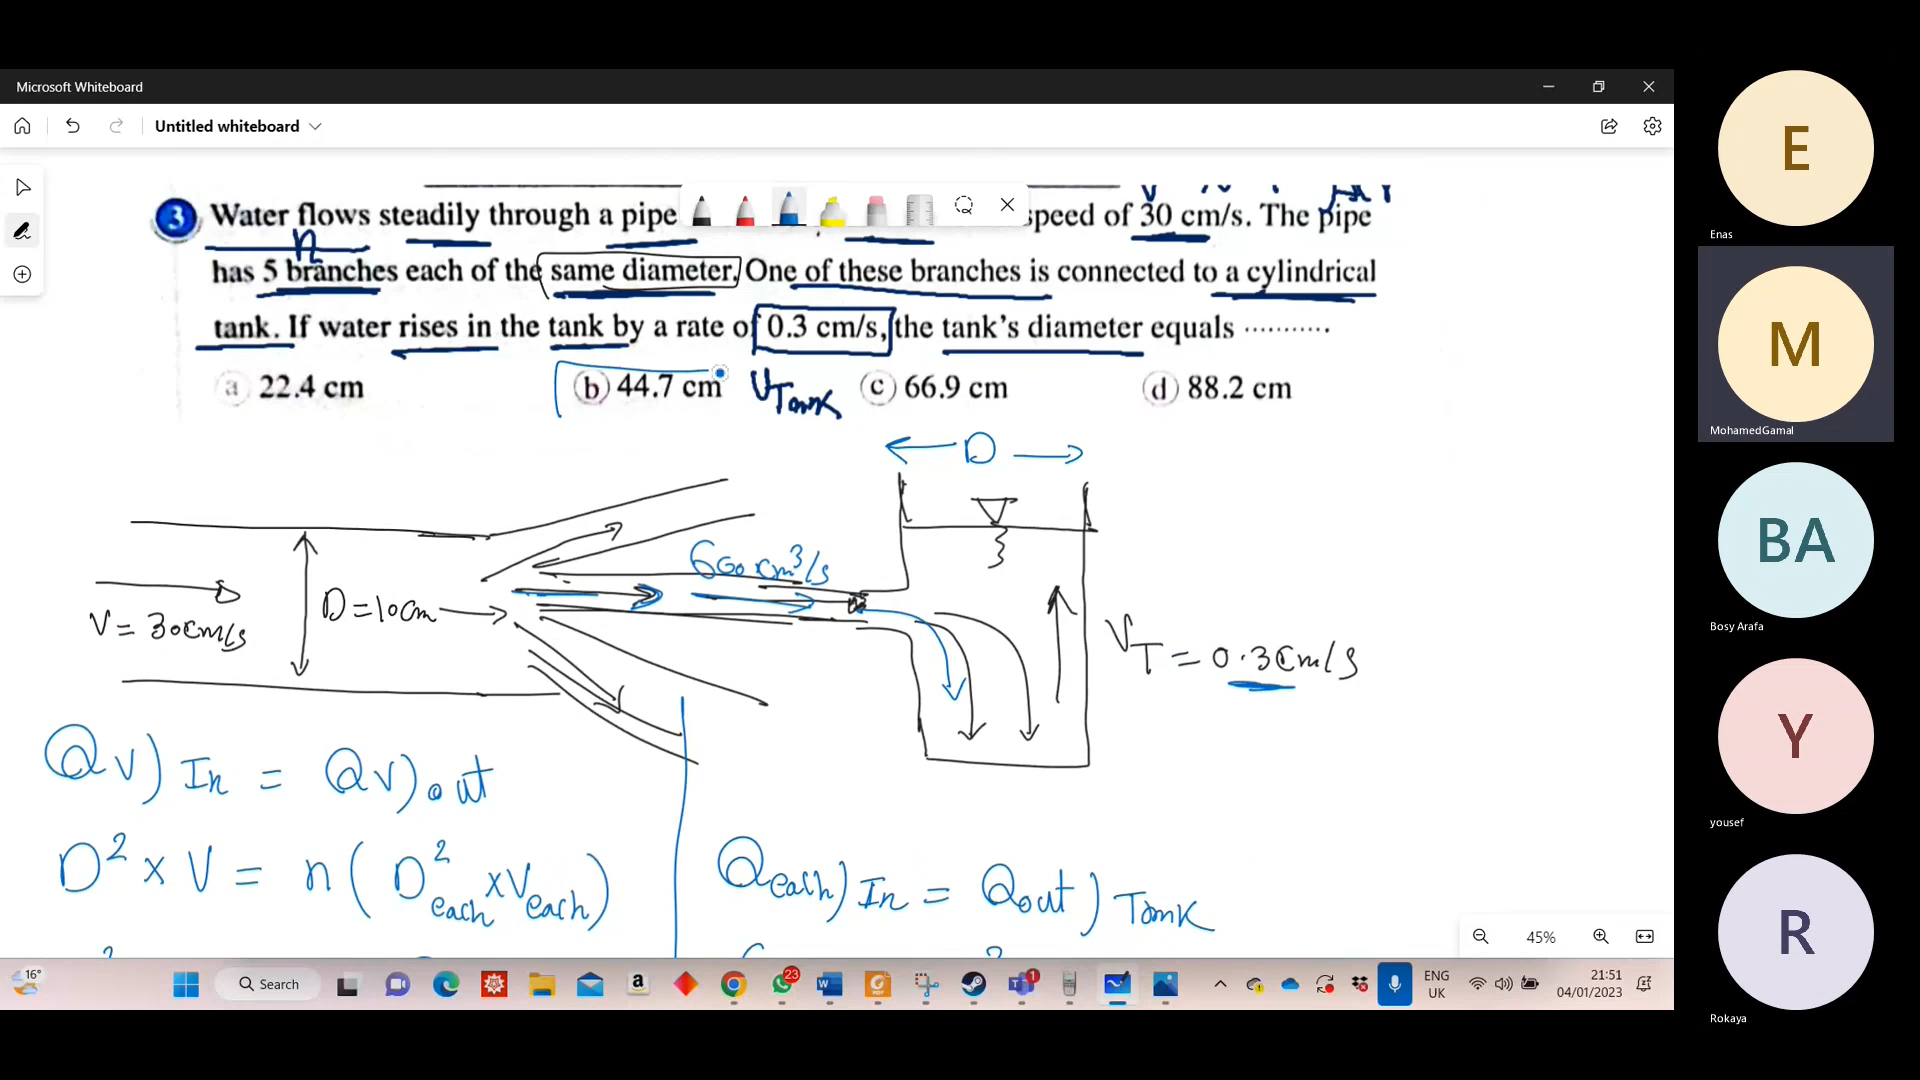 Microsoft Whiteboard
Untitled whiteboard
3 Water flows steadily through a pipe speed of 30 cm/s. The pipe
n
has 5 branches each of the same diameter. One of these branches is connected to a cylindrical
tank. If water rises in the tank by a rate of 0.3 cm/s, the tank's diameter equals ..........
a 22.4 cm b 44.7 cm c 66.9 cm d 88.2 cm
VTank
D
600 cm³/s
V = 30cm/s
D = 10cm
VT = 0.3cm/s
QV)In = QV)out
D² × V = n ( D²each × Veach )
Qeach)In = Qout)Tank
45%
E
Enas
M
MohamedGamal
BA
Bosy Arafa
Y
yousef
R
Rokaya
16°
Search
23
1
ENG
UK
21:51
04/01/2023